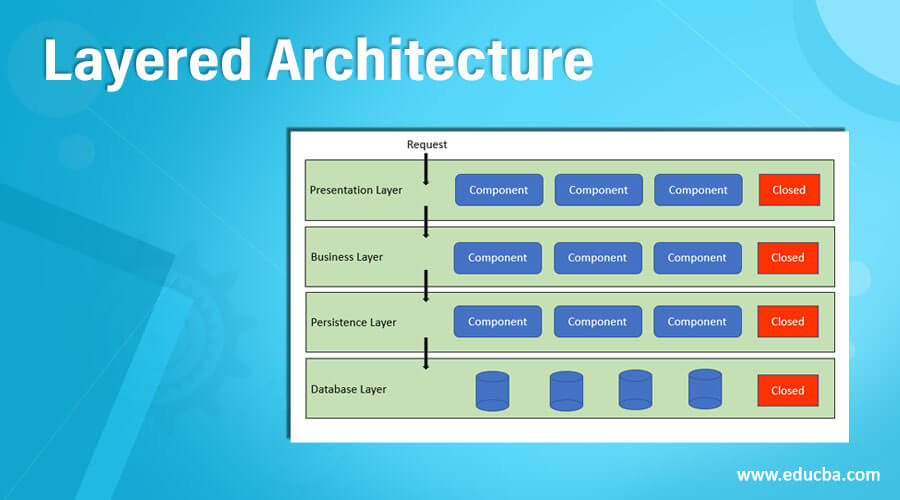 Layered Architecture
Request
Presentation Layer Component Component Component Closed
Business Layer Component Component Component Closed
Persistence Layer Component Component Component Closed
Database Layer Closed
www.educba.com